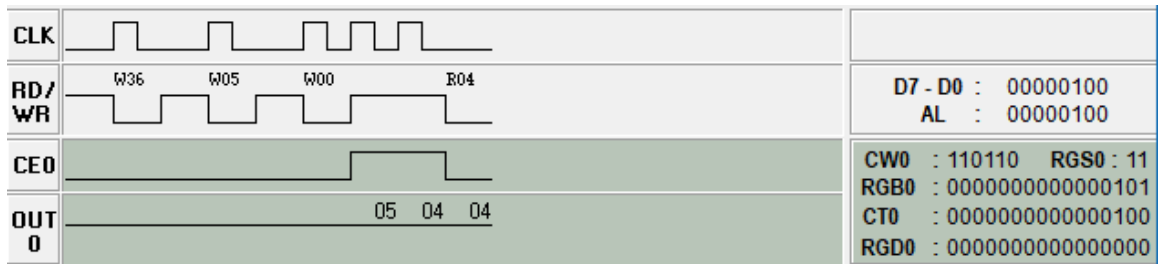 CLK
RD/
WR
W36 W05 W00 R04
D7 - D0 : 00000100
AL : 00000100
CE0
OUT
0
05 04 04
CW0 : 110110 RGS0 : 11
RGB0 : 0000000000000101
CT0 : 0000000000000100
RGD0 : 0000000000000000